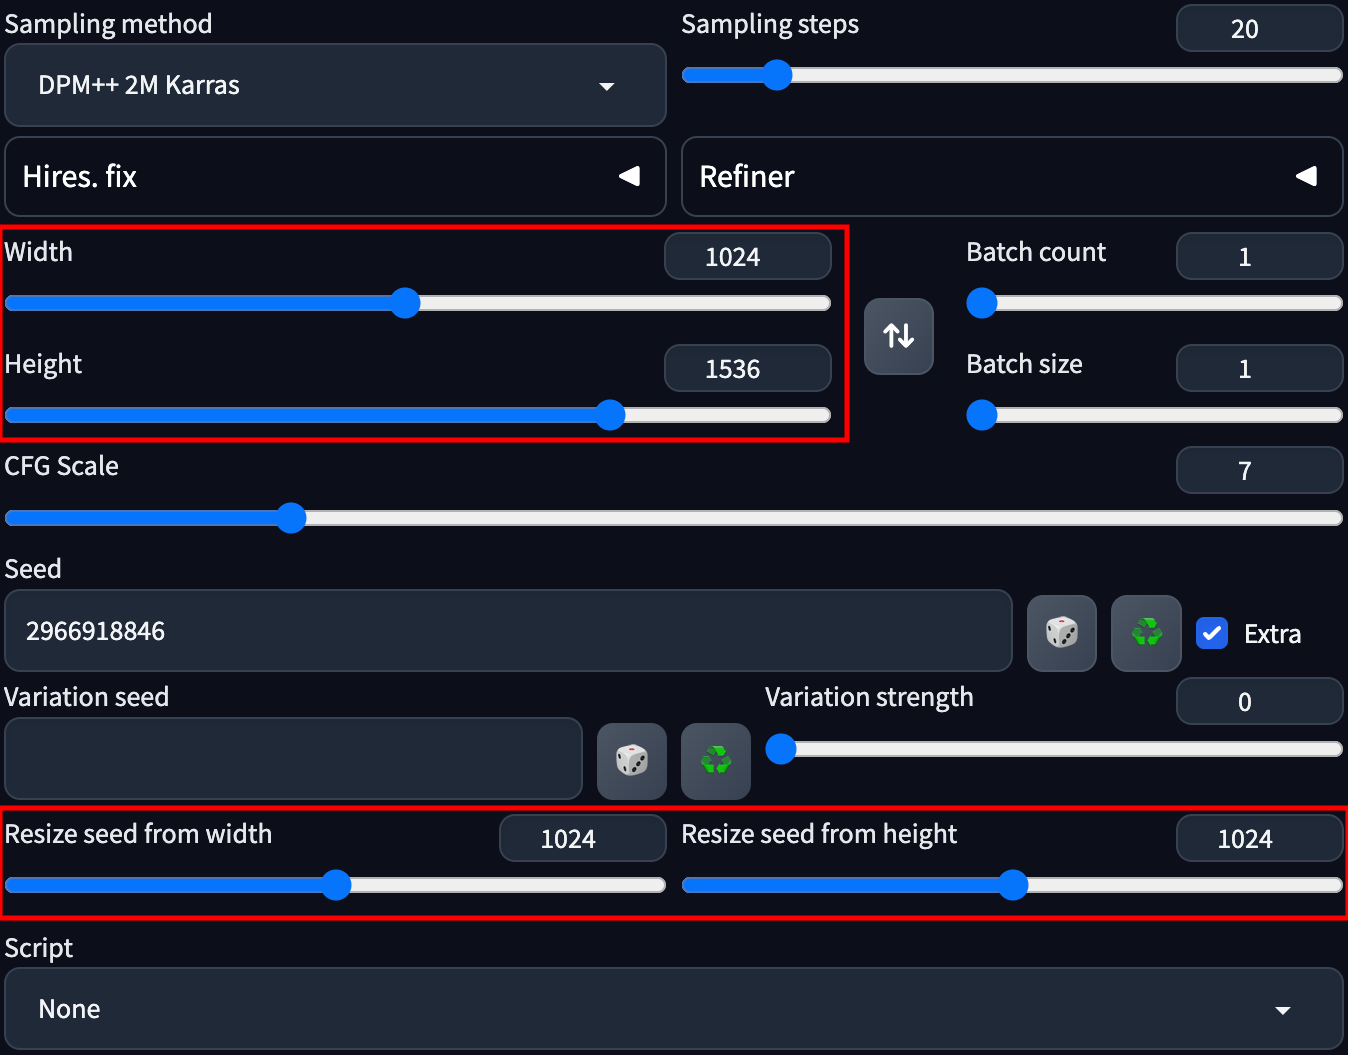 Sampling method
Sampling steps
20
DPM++ 2M Karras
Hires. fix
Refiner
Width
1024
Batch count
1
Height
1536
Batch size
1
CFG Scale
7
Seed
2966918846
Extra
Variation seed
Variation strength
0
Resize seed from width
1024
Resize seed from height
1024
Script
None